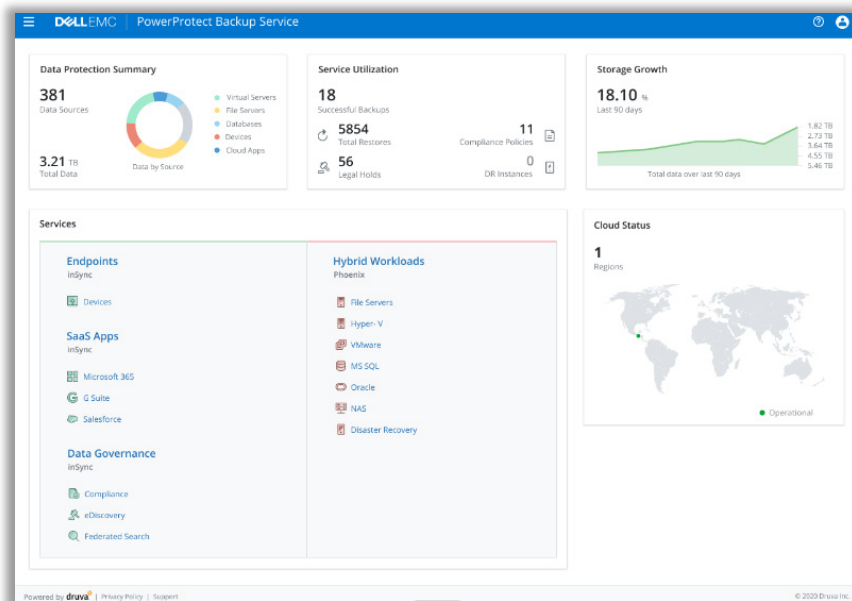 DELLEMC | PowerProtect Backup Service
Data Protection Summary
381
Data Sources
3.21 TB
Total Data
Data by Source
Virtual Servers
File Servers
Databases
Devices
Cloud Apps
Service Utilization
18
Successful Backups
5854
Total Restores
11
Compliance Policies
56
Legal Holds
0
DR Instances
Storage Growth
18.10 %
Last 90 days
1.82 TB
2.73 TB
3.64 TB
4.55 TB
5.46 TB
Total data over last 90 days
Services
Endpoints
inSync
Devices
SaaS Apps
inSync
Microsoft 365
G Suite
Salesforce
Data Governance
inSync
Compliance
eDiscovery
Federated Search
Hybrid Workloads
Phoenix
File Servers
Hyper- V
VMware
MS SQL
Oracle
NAS
Disaster Recovery
Cloud Status
1
Regions
Operational
Powered by druva | Privacy Policy | Support
© 2020 Druva Inc.